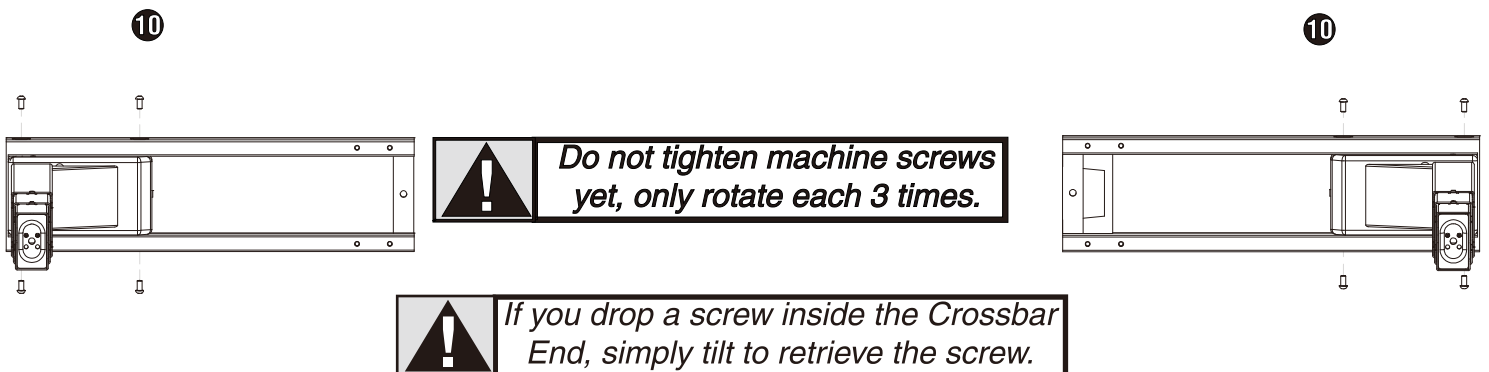 10
10
Do not tighten machine screws
yet, only rotate each 3 times.
If you drop a screw inside the Crossbar
End, simply tilt to retrieve the screw.